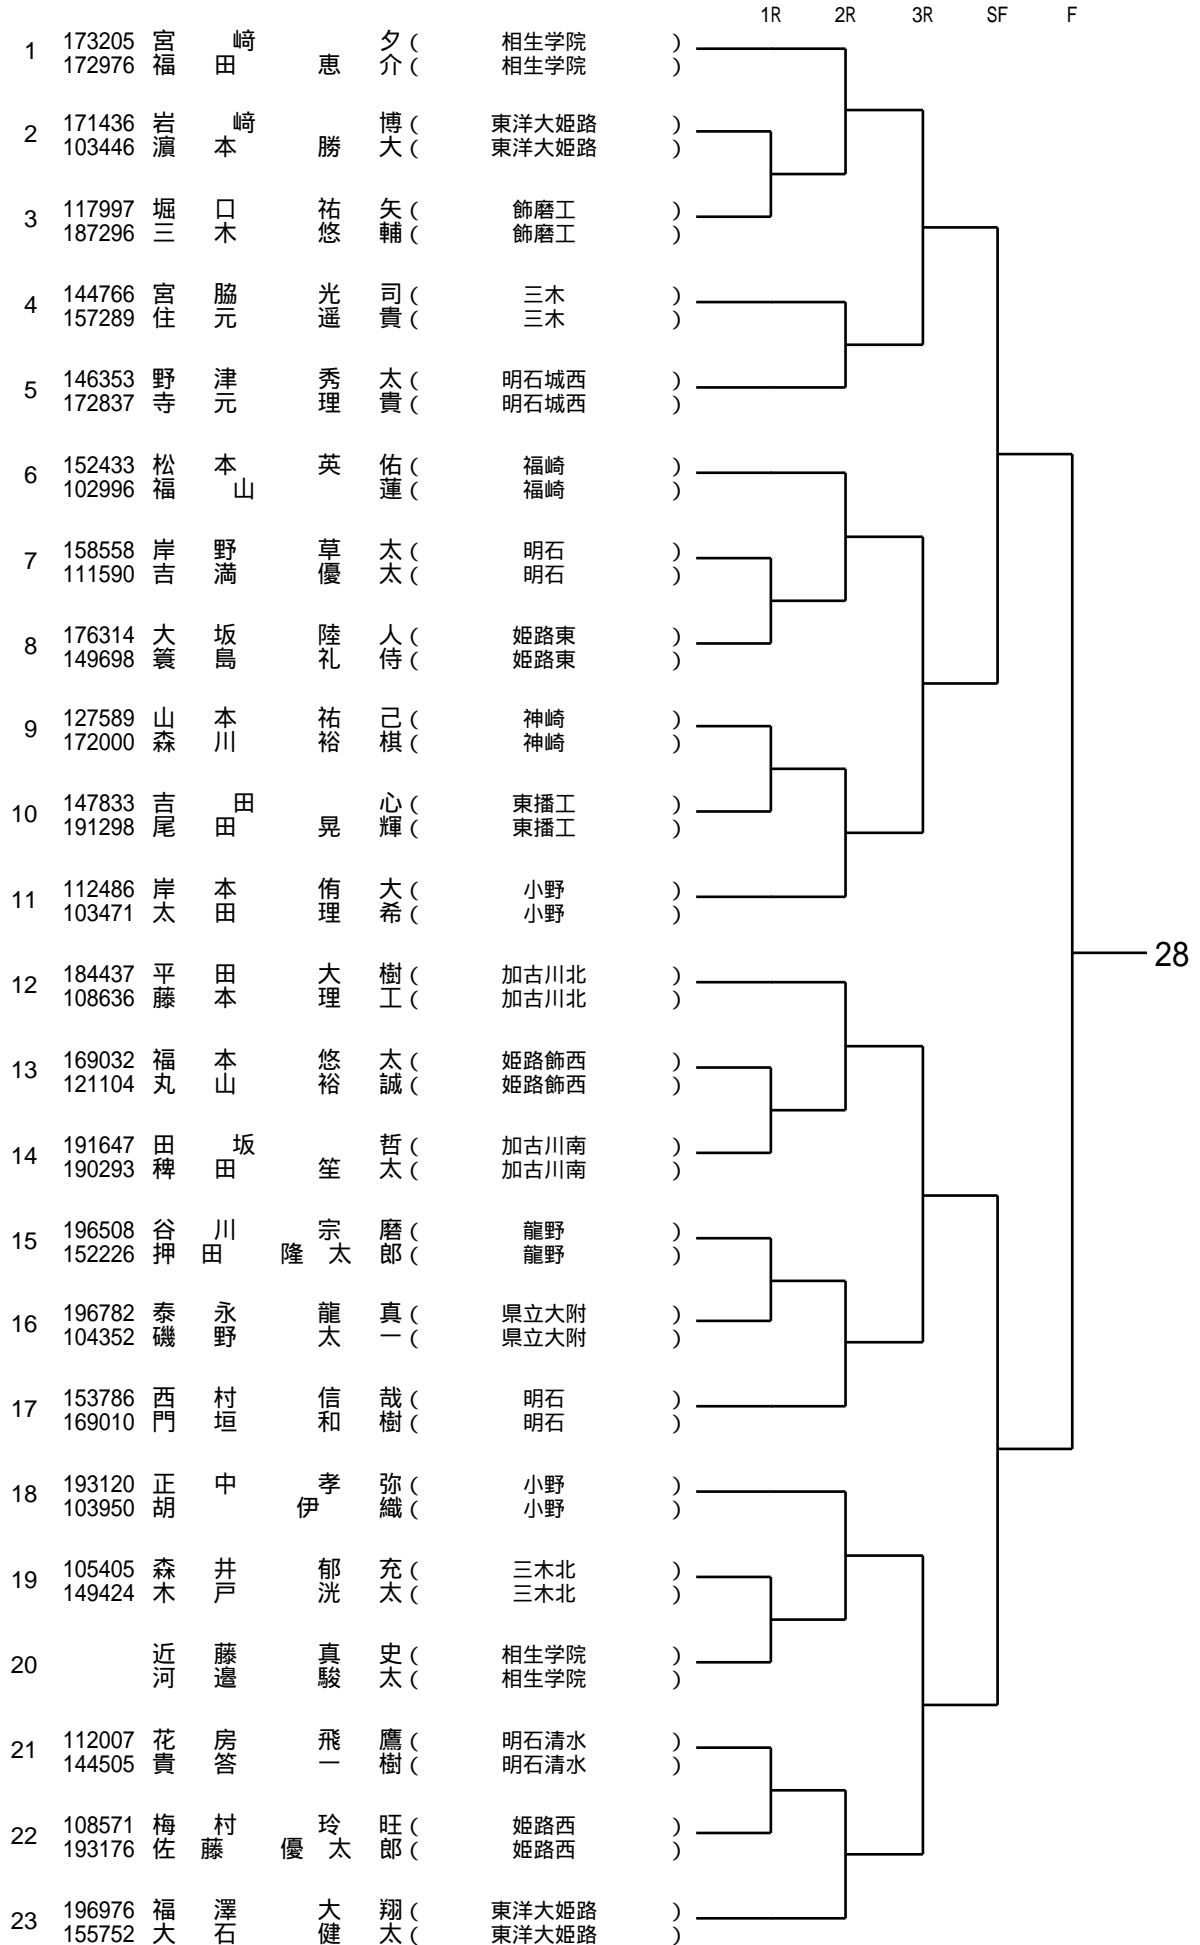 1R 2R 3R SF F
1 173205 宮 﨑 夕 ( 相生学院 )
172976 福 田 恵 介 ( 相生学院 )
2 171436 岩 﨑 博 ( 東洋大姫路 )
103446 濵 本 勝 大 ( 東洋大姫路 )
3 117997 堀 口 祐 矢 ( 飾磨工 )
187296 三 木 悠 輔 ( 飾磨工 )
4 144766 宮 脇 光 司 ( 三木 )
157289 住 元 遥 貴 ( 三木 )
5 146353 野 津 秀 太 ( 明石城西 )
172837 寺 元 理 貴 ( 明石城西 )
6 152433 松 本 英 佑 ( 福崎 )
102996 福 山 蓮 ( 福崎 )
7 158558 岸 野 草 太 ( 明石 )
111590 吉 満 優 太 ( 明石 )
8 176314 大 坂 陸 人 ( 姫路東 )
149698 簑 島 礼 侍 ( 姫路東 )
9 127589 山 本 祐 己 ( 神崎 )
172000 森 川 裕 棋 ( 神崎 )
10 147833 吉 田 心 ( 東播工 )
191298 尾 田 晃 輝 ( 東播工 )
11 112486 岸 本 侑 大 ( 小野 )
103471 太 田 理 希 ( 小野 )
28
12 184437 平 田 大 樹 ( 加古川北 )
108636 藤 本 理 工 ( 加古川北 )
13 169032 福 本 悠 太 ( 姫路飾西 )
121104 丸 山 裕 誠 ( 姫路飾西 )
14 191647 田 坂 哲 ( 加古川南 )
190293 稗 田 笙 太 ( 加古川南 )
15 196508 谷 川 宗 磨 ( 龍野 )
152226 押 田 隆 太 郎 ( 龍野 )
16 196782 泰 永 龍 真 ( 県立大附 )
104352 磯 野 太 一 ( 県立大附 )
17 153786 西 村 信 哉 ( 明石 )
169010 門 垣 和 樹 ( 明石 )
18 193120 正 中 孝 弥 ( 小野 )
103950 胡 伊 織 ( 小野 )
19 105405 森 井 郁 充 ( 三木北 )
149424 木 戸 洸 太 ( 三木北 )
20 近 藤 真 史 ( 相生学院 )
河 邉 駿 太 ( 相生学院 )
21 112007 花 房 飛 鷹 ( 明石清水 )
144505 貴 答 一 樹 ( 明石清水 )
22 108571 梅 村 玲 旺 ( 姫路西 )
193176 佐 藤 優 太 郎 ( 姫路西 )
23 196976 福 澤 大 翔 ( 東洋大姫路 )
155752 大 石 健 太 ( 東洋大姫路 )